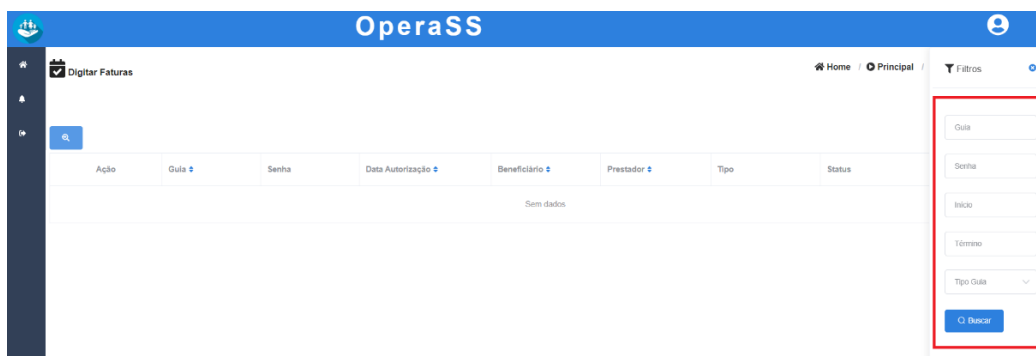 OperaSS
Digitar Faturas
Home / Principal /
Filtros
Guia
Senha
Início
Término
Tipo Guia
Buscar
Ação Guia Senha Data Autorização Beneficiário Prestador Tipo Status
Sem dados